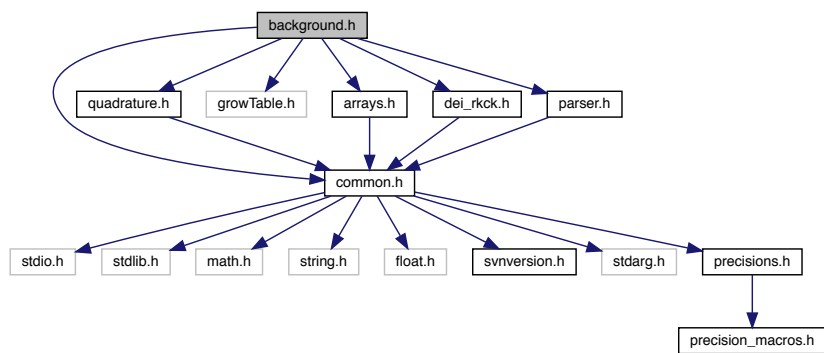 background.h
quadrature.h
growTable.h
arrays.h
dei_rkck.h
parser.h
common.h
stdio.h
stdlib.h
math.h
string.h
float.h
svnversion.h
stdarg.h
precisions.h
precision_macros.h